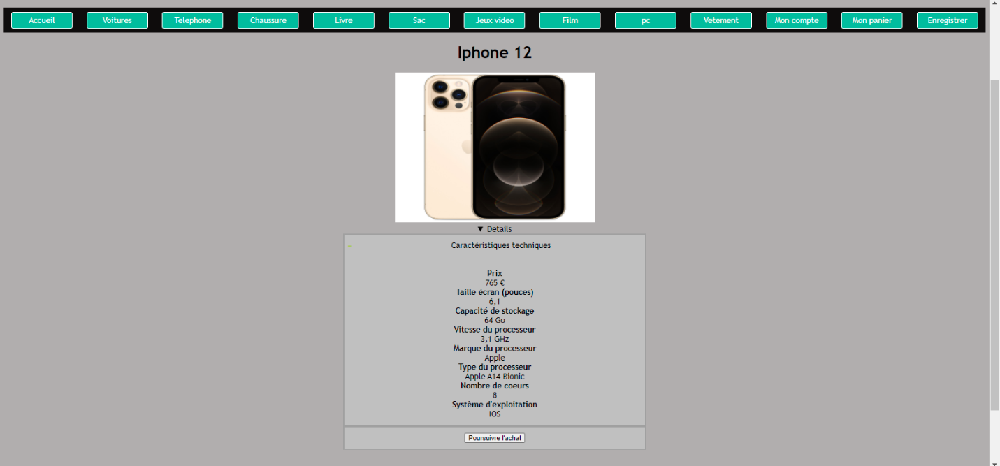 Accueil Voitures Telephone Chaussure Livre Sac Jeux video Film pc Vetement Mon compte Mon panier Enregistrer
Iphone 12
▼ Details
- Caractéristiques techniques
Prix
765 €
Taille écran (pouces)
6,1
Capacité de stockage
64 Go
Vitesse du processeur
3,1 GHz
Marque du processeur
Apple
Type du processeur
Apple A14 Bionic
Nombre de coeurs
8
Système d'exploitation
IOS
Poursuivre l'achat